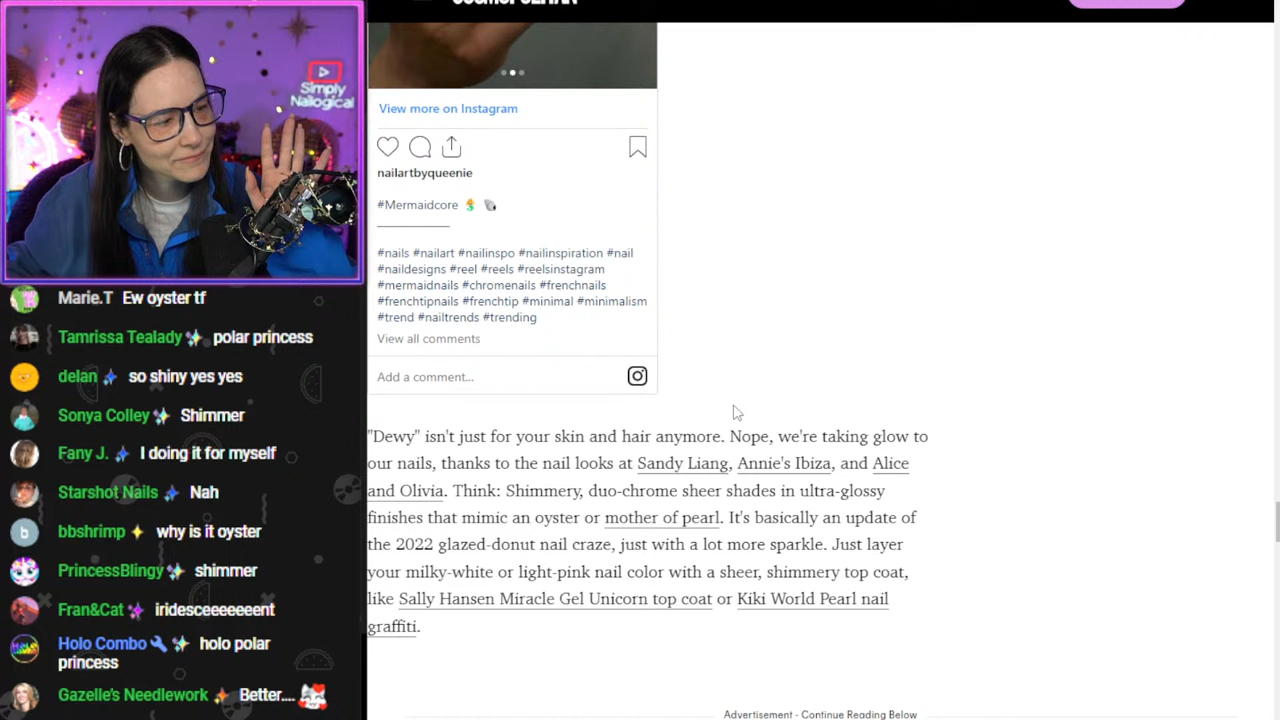 COSMOPOLITAN
Simply
Nailogical
View more on Instagram
nailartbyqueenie
#Mermaidcore
#nails #nailart #nailinspo #nailinspiration #nail
#naildesigns #reel #reels #reelsinstagram
#mermaidnails #chromenails #frenchnails
#frenchtipnails #frenchtip #minimal #minimalism
#trend #nailtrends #trending
View all comments
Add a comment...
Marie.T Ew oyster tf
Tamrissa Tealady polar princess
delan so shiny yes yes
Sonya Colley Shimmer
Fany J. I doing it for myself
Starshot Nails Nah
b
bbshrimp why is it oyster
PrincessBlingy shimmer
Fran&Cat iridesceeeeeent
Holo Combo holo polar
princess
Gazelle's Needlework Better....
"Dewy" isn't just for your skin and hair anymore. Nope, we're taking glow to
our nails, thanks to the nail looks at Sandy Liang, Annie's Ibiza, and Alice
and Olivia. Think: Shimmery, duo-chrome sheer shades in ultra-glossy
finishes that mimic an oyster or mother of pearl. It's basically an update of
the 2022 glazed-donut nail craze, just with a lot more sparkle. Just layer
your milky-white or light-pink nail color with a sheer, shimmery top coat,
like Sally Hansen Miracle Gel Unicorn top coat or Kiki World Pearl nail
graffiti.
Advertisement - Continue Reading Below